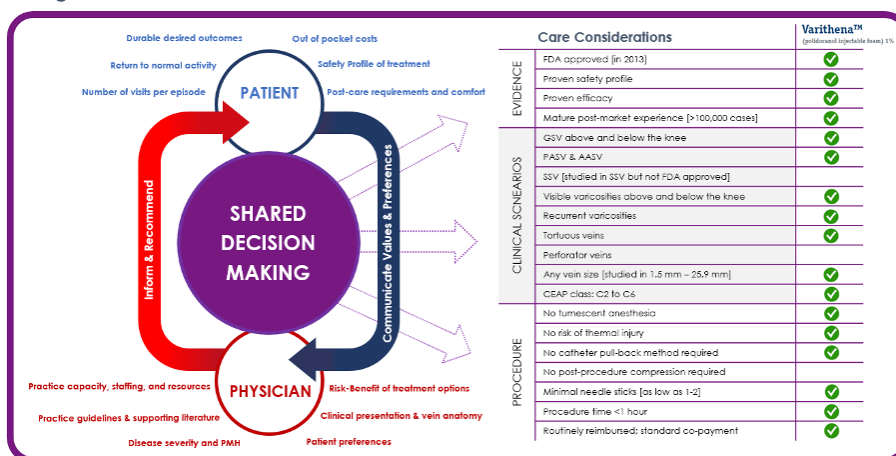 Durable desired outcomes
Out of pocket costs
Return to normal activity
Safety Profile of treatment
Number of visits per episode
PATIENT
Post-care requirements and comfort
Inform & Recommend
SHARED
DECISION
MAKING
Communicate Values & Preferences
Practice capacity, staffing, and resources
PHYSICIAN
Risk-Benefit of treatment options
Practice guidelines & supporting literature
Clinical presentation & vein anatomy
Disease severity and PMH
Patient preferences
Care Considerations
Varithena™
(polidocanol injectable foam) 1%
EVIDENCE
FDA approved [in 2013]
Proven safety profile
Proven efficacy
Mature post-market experience [>100,000 cases]
CLINICAL SCNEARIOS
GSV above and below the knee
PASV & AASV
SSV [studied in SSV but not FDA approved]
Visible varicosities above and below the knee
Recurrent varicosities
Tortuous veins
Perforator veins
Any vein size [studied in 1.5 mm – 25.9 mm]
CEAP class: C2 to C6
PROCEDURE
No tumescent anesthesia
No risk of thermal injury
No catheter pull-back method required
No post-procedure compression required
Minimal needle sticks [as low as 1-2]
Procedure time <1 hour
Routinely reimbursed; standard co-payment